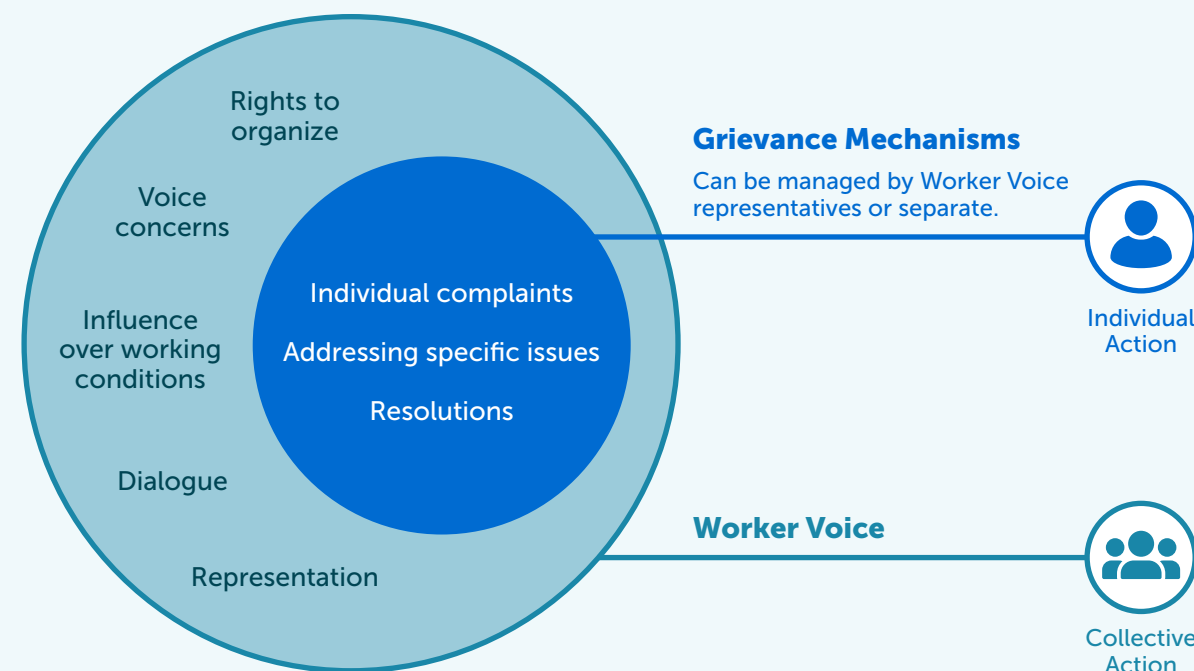 Rights to
organize
Voice
concerns
Influence
over working
conditions
Dialogue
Representation
Individual complaints
Addressing specific issues
Resolutions
Grievance Mechanisms
Can be managed by Worker Voice
representatives or separate.
Individual
Action
Worker Voice
Collective
Action